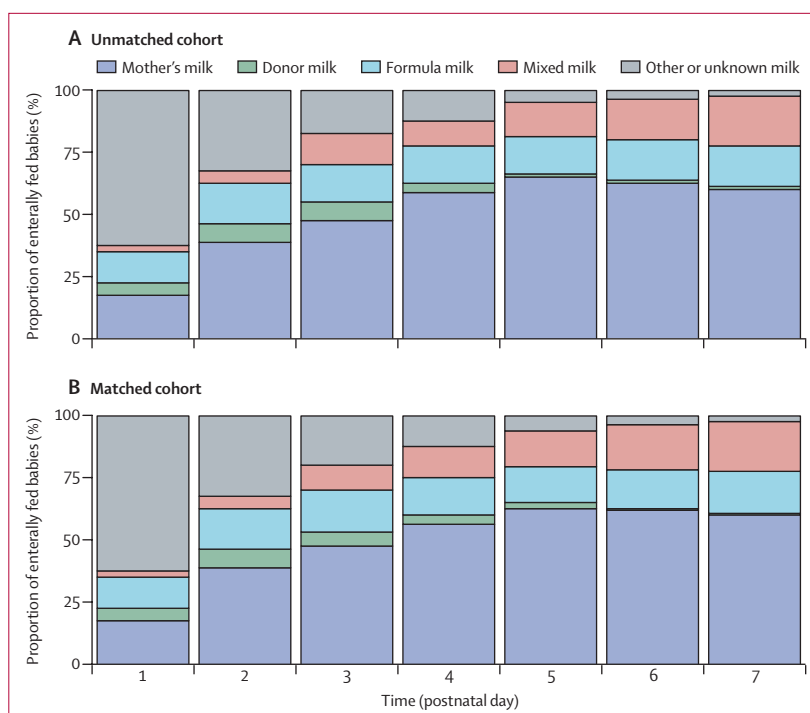 A Unmatched cohort
Mother's milk Donor milk Formula milk Mixed milk Other or unknown milk
Proportion of enterally fed babies (%)
100
75
50
25
0
B Matched cohort
Proportion of enterally fed babies (%)
100
75
50
25
0
1 2 3 4 5 6 7
Time (postnatal day)